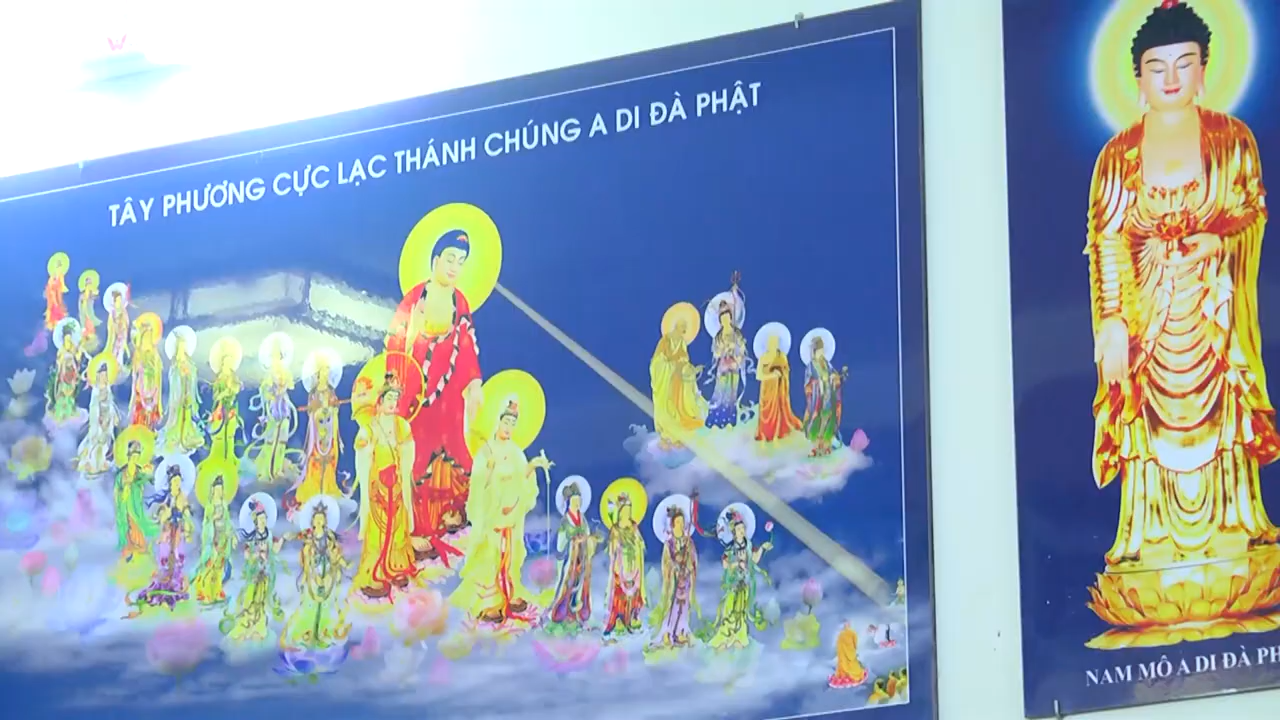 TÂY PHƯƠNG CỰC LẠC THÁNH CHÚNG A DI ĐÀ PHẬT
NAM MÔ A DI ĐÀ PH